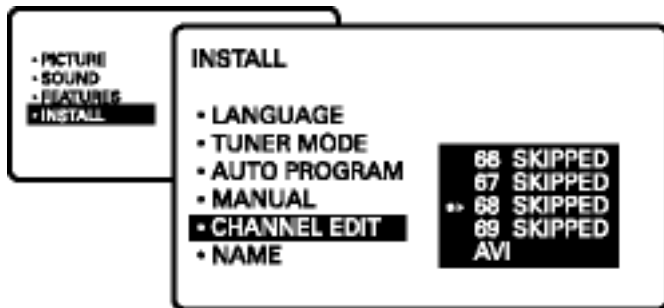 • PICTURE
• SOUND
• FEATURES
• INSTALL
INSTALL
• LANGUAGE
• TUNER MODE
• AUTO PROGRAM
• MANUAL
• CHANNEL EDIT
• NAME
66 SKIPPED
67 SKIPPED
68 SKIPPED
69 SKIPPED
AVI